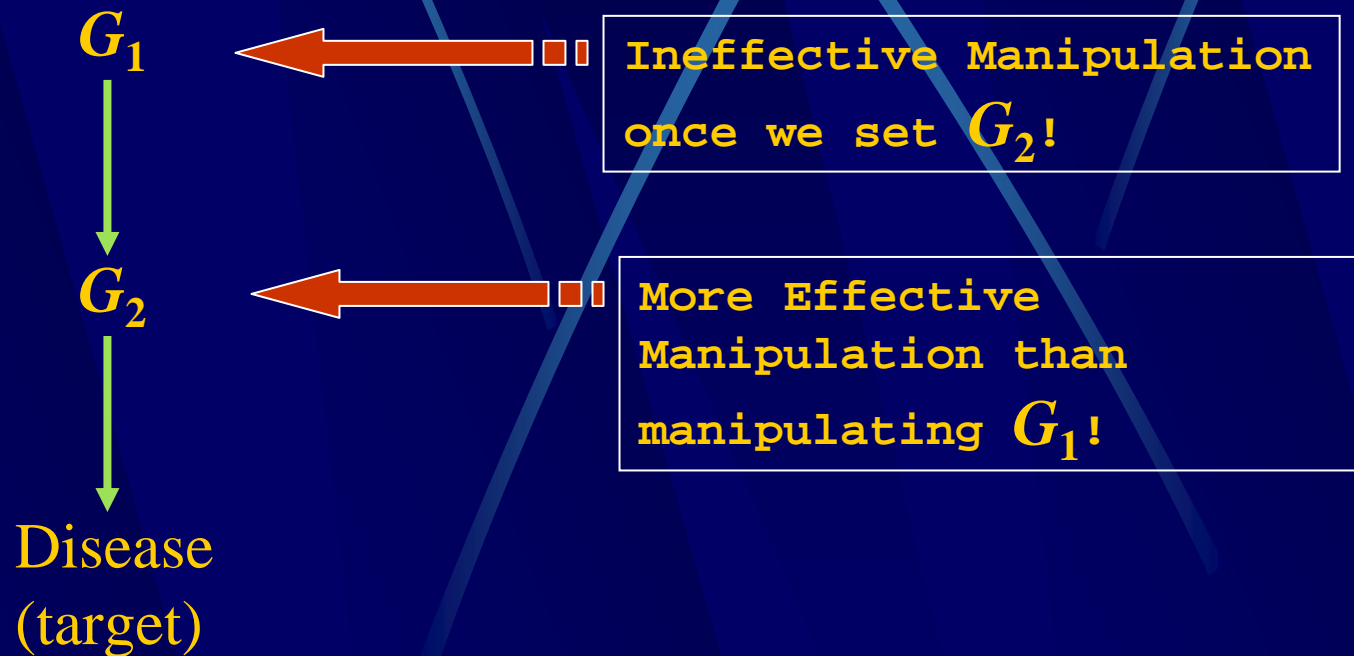 G₁
Ineffective Manipulation
once we set G₂!
G₂
More Effective
Manipulation than
manipulating G₁!
Disease
(target)